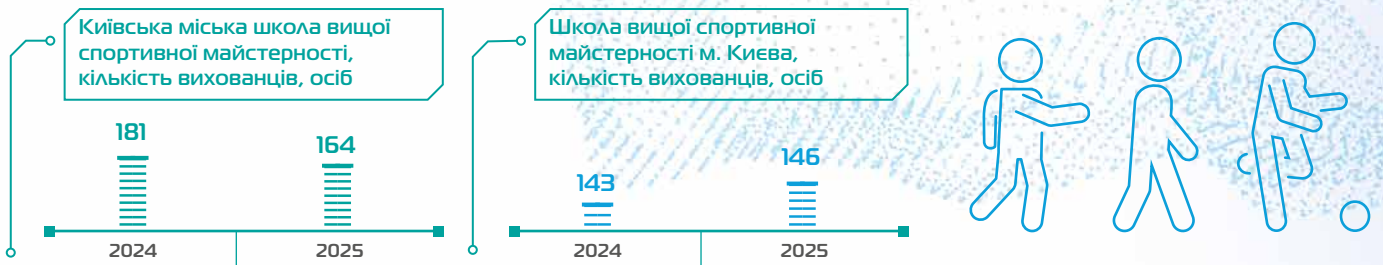 Київська міська школа вищої
спортивної майстерності,
кількість вихованців, осіб
181
164
2024
2025
Школа вищої спортивної
майстерності м. Києва,
кількість вихованців, осіб
143
146
2024
2025